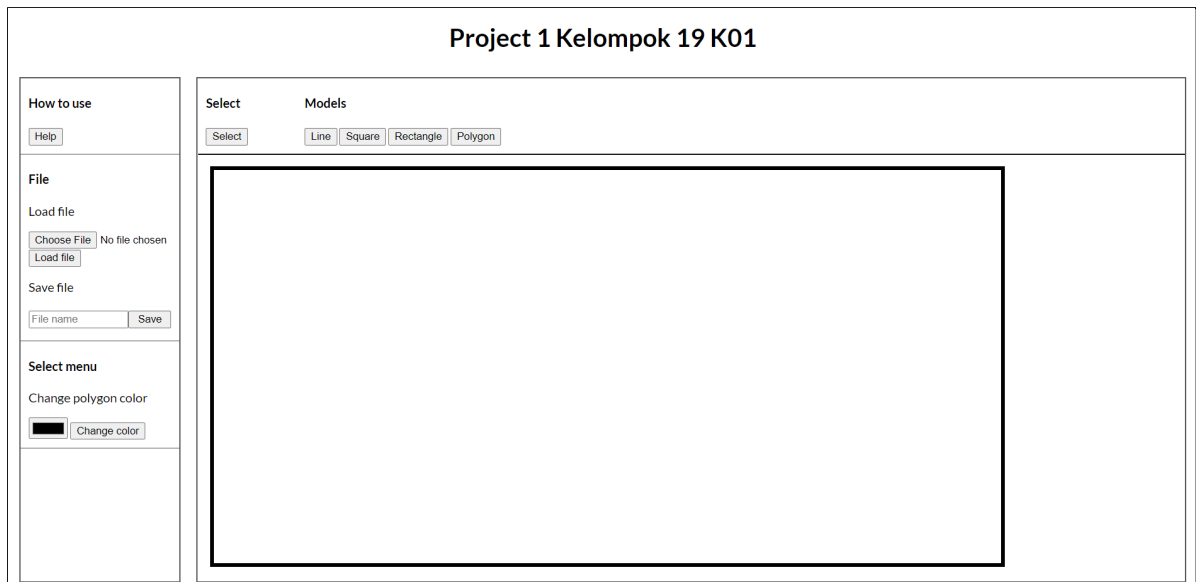 Project 1 Kelompok 19 K01
How to use
Help
File
Load file
Choose File No file chosen
Load file
Save file
File name Save
Select menu
Change polygon color
Change color
Select Models
Select Line Square Rectangle Polygon